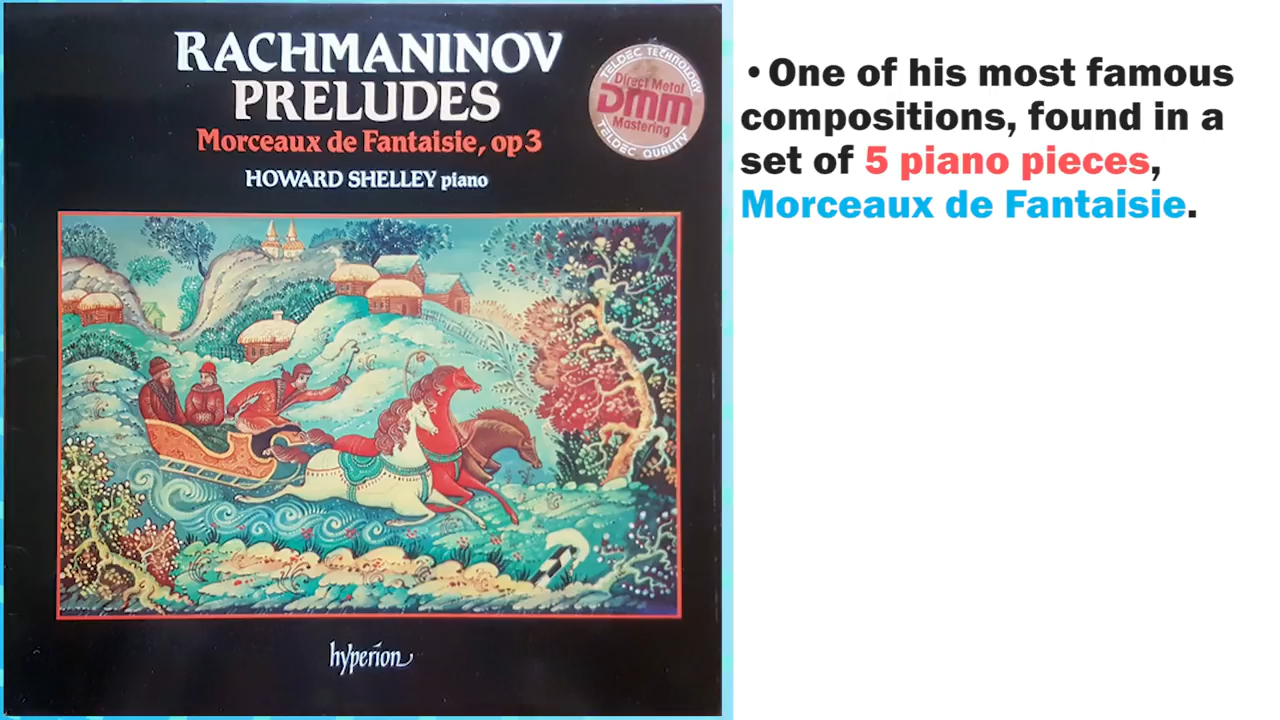 RACHMANINOV
PRELUDES
Morceaux de Fantaisie, op 3
HOWARD SHELLEY piano
TELDEC TECHNOLOGY
Direct Metal
DMM
Mastering
TELDEC QUALITY
hyperion
• One of his most famous
compositions, found in a
set of 5 piano pieces,
Morceaux de Fantaisie.